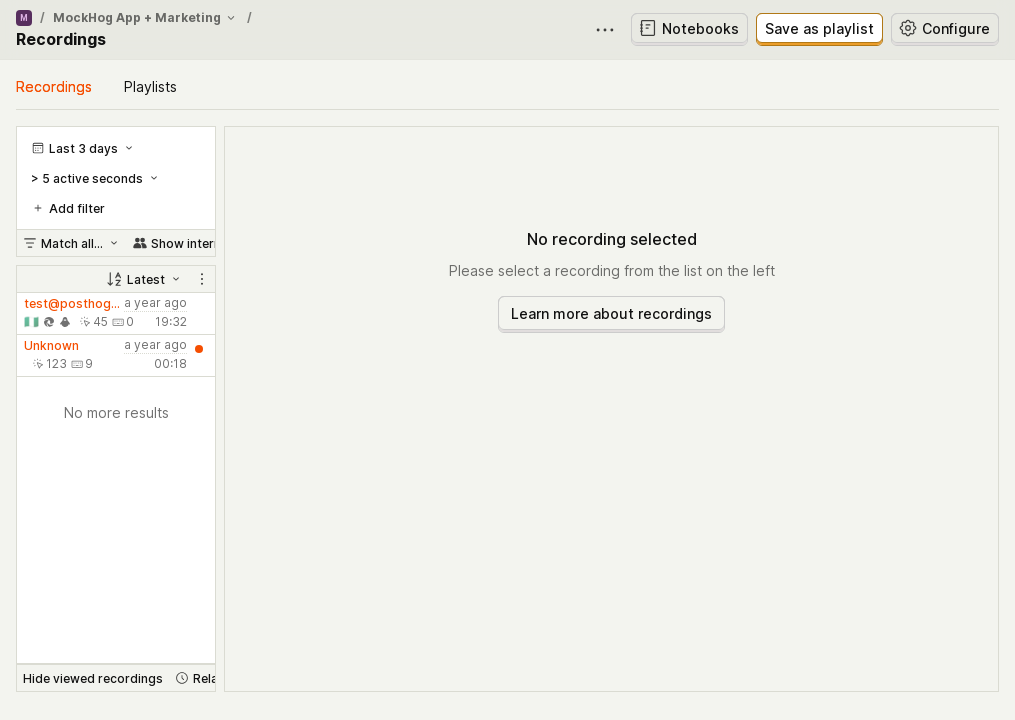 M / MockHog App + Marketing /
Recordings
Notebooks
Save as playlist
Configure
Recordings
Playlists
Last 3 days
> 5 active seconds
Add filter
Match all...
Show inter
Latest
test@posthog... a year ago
45 0 19:32
Unknown a year ago
123 9 00:18
No more results
Hide viewed recordings
Rela
No recording selected
Please select a recording from the list on the left
Learn more about recordings